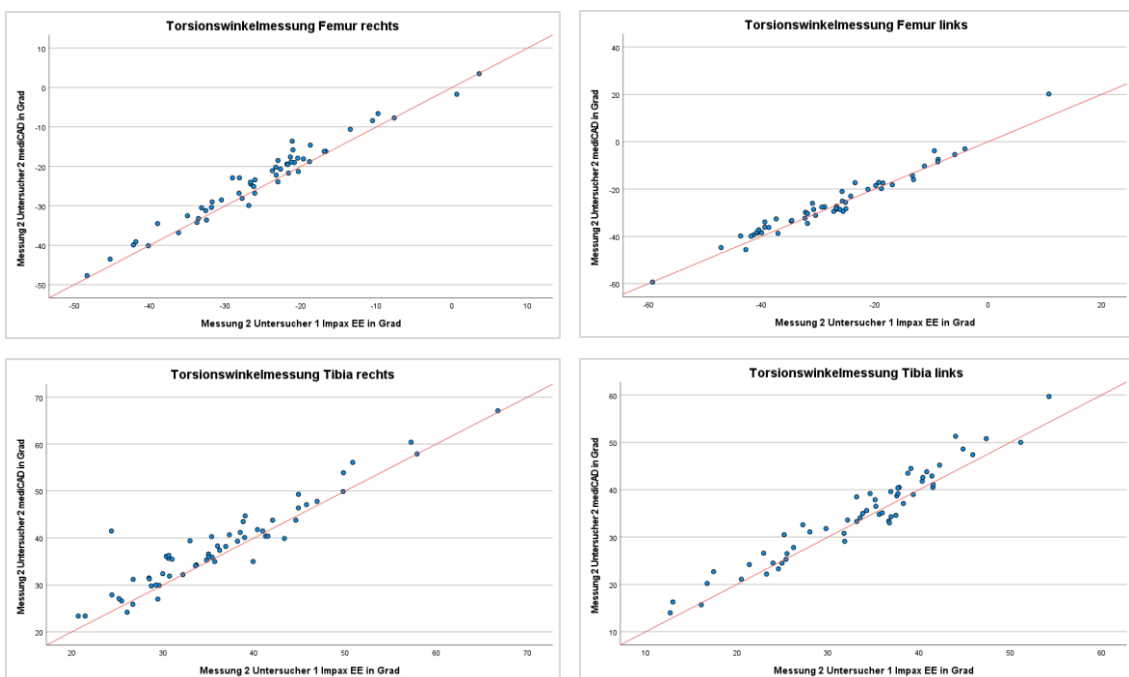 Torsionswinkelmessung Femur rechts
10
0
-10
-20
-30
-40
-50
Messung 2 Untersucher 2 mediCAD in Grad
-50 -40 -30 -20 -10 0 10
Messung 2 Untersucher 1 Impax EE in Grad
Torsionswinkelmessung Femur links
40
20
0
-20
-40
-60
Messung 2 Untersucher 2 mediCAD in Grad
-60 -40 -20 0 20
Messung 2 Untersucher 1 Impax EE in Grad
Torsionswinkelmessung Tibia rechts
70
60
50
40
30
20
Messung 2 Untersucher 2 mediCAD in Grad
20 30 40 50 60 70
Messung 2 Untersucher 1 Impax EE in Grad
Torsionswinkelmessung Tibia links
60
50
40
30
20
10
Messung 2 Untersucher 2 mediCAD in Grad
10 20 30 40 50 60
Messung 2 Untersucher 1 Impax EE in Grad